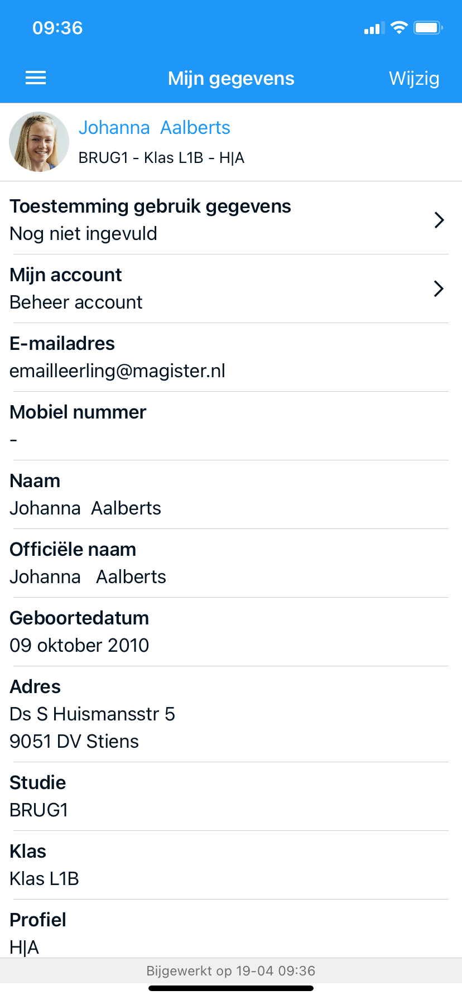 09:36
Mijn gegevens
Wijzig
Johanna  Aalberts
BRUG1 - Klas L1B - H|A
Toestemming gebruik gegevens
Nog niet ingevuld
Mijn account
Beheer account
E-mailadres
emailleerling@magister.nl
Mobiel nummer
-
Naam
Johanna  Aalberts
Officiële naam
Johanna   Aalberts
Geboortedatum
09 oktober 2010
Adres
Ds S Huismansstr 5
9051 DV Stiens
Studie
BRUG1
Klas
Klas L1B
Profiel
H|A
Bijgewerkt op 19-04 09:36